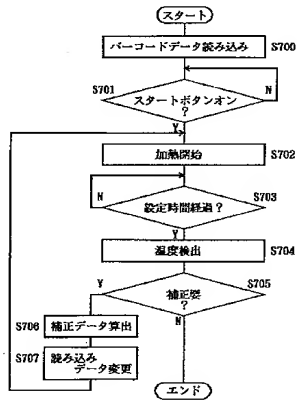 スタート
バーコードデータ読み込み S700
S701
スタートボタンオン N
?
Y
加熱開始 S702
S703
N 設定時間経過?
Y
温度検出 S704
S705
Y 補正要
?
N
S706 補正データ算出
S707 読み込み
データ変更
エンド